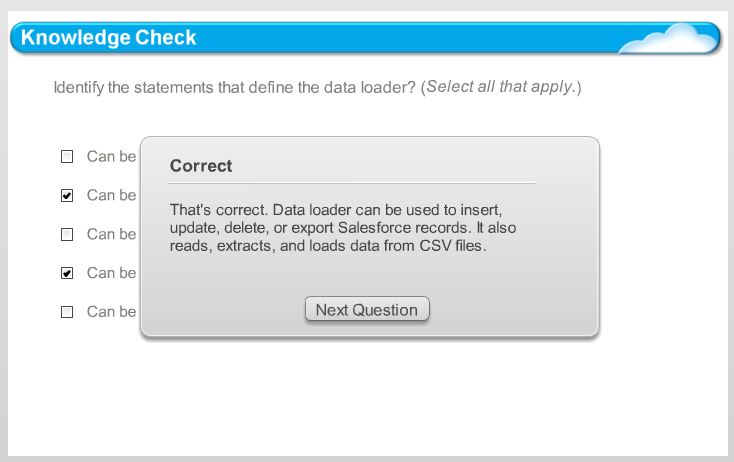 Knowledge Check
Identify the statements that define the data loader? (Select all that apply.)
Can be
Can be
Can be
Can be
Can be
Correct
That's correct. Data loader can be used to insert,
update, delete, or export Salesforce records. It also
reads, extracts, and loads data from CSV files.
Next Question